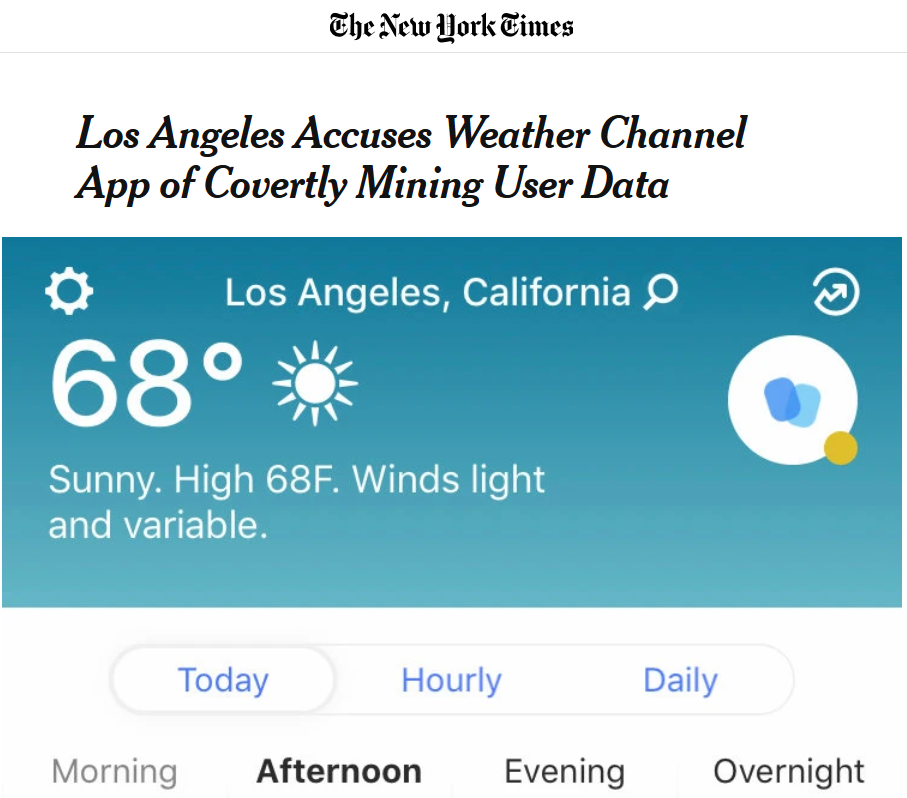 The New York Times
Los Angeles Accuses Weather Channel
App of Covertly Mining User Data
Los Angeles, California
68°
Sunny. High 68F. Winds light
and variable.
Today Hourly Daily
Morning Afternoon Evening Overnight